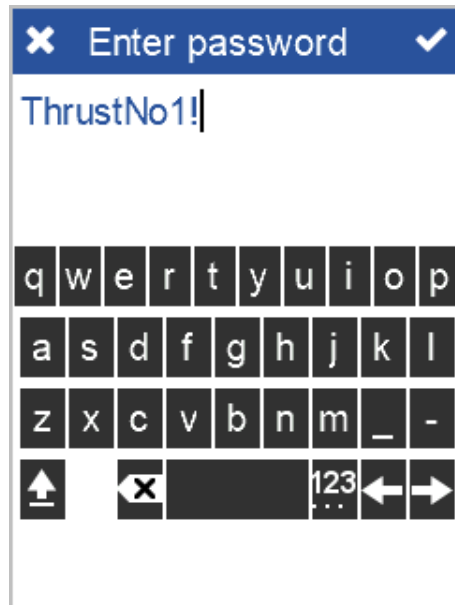 Enter password
ThrustNo1!
q w e r t y u i o p
a s d f g h j k l
z x c v b n m _ -
123
...